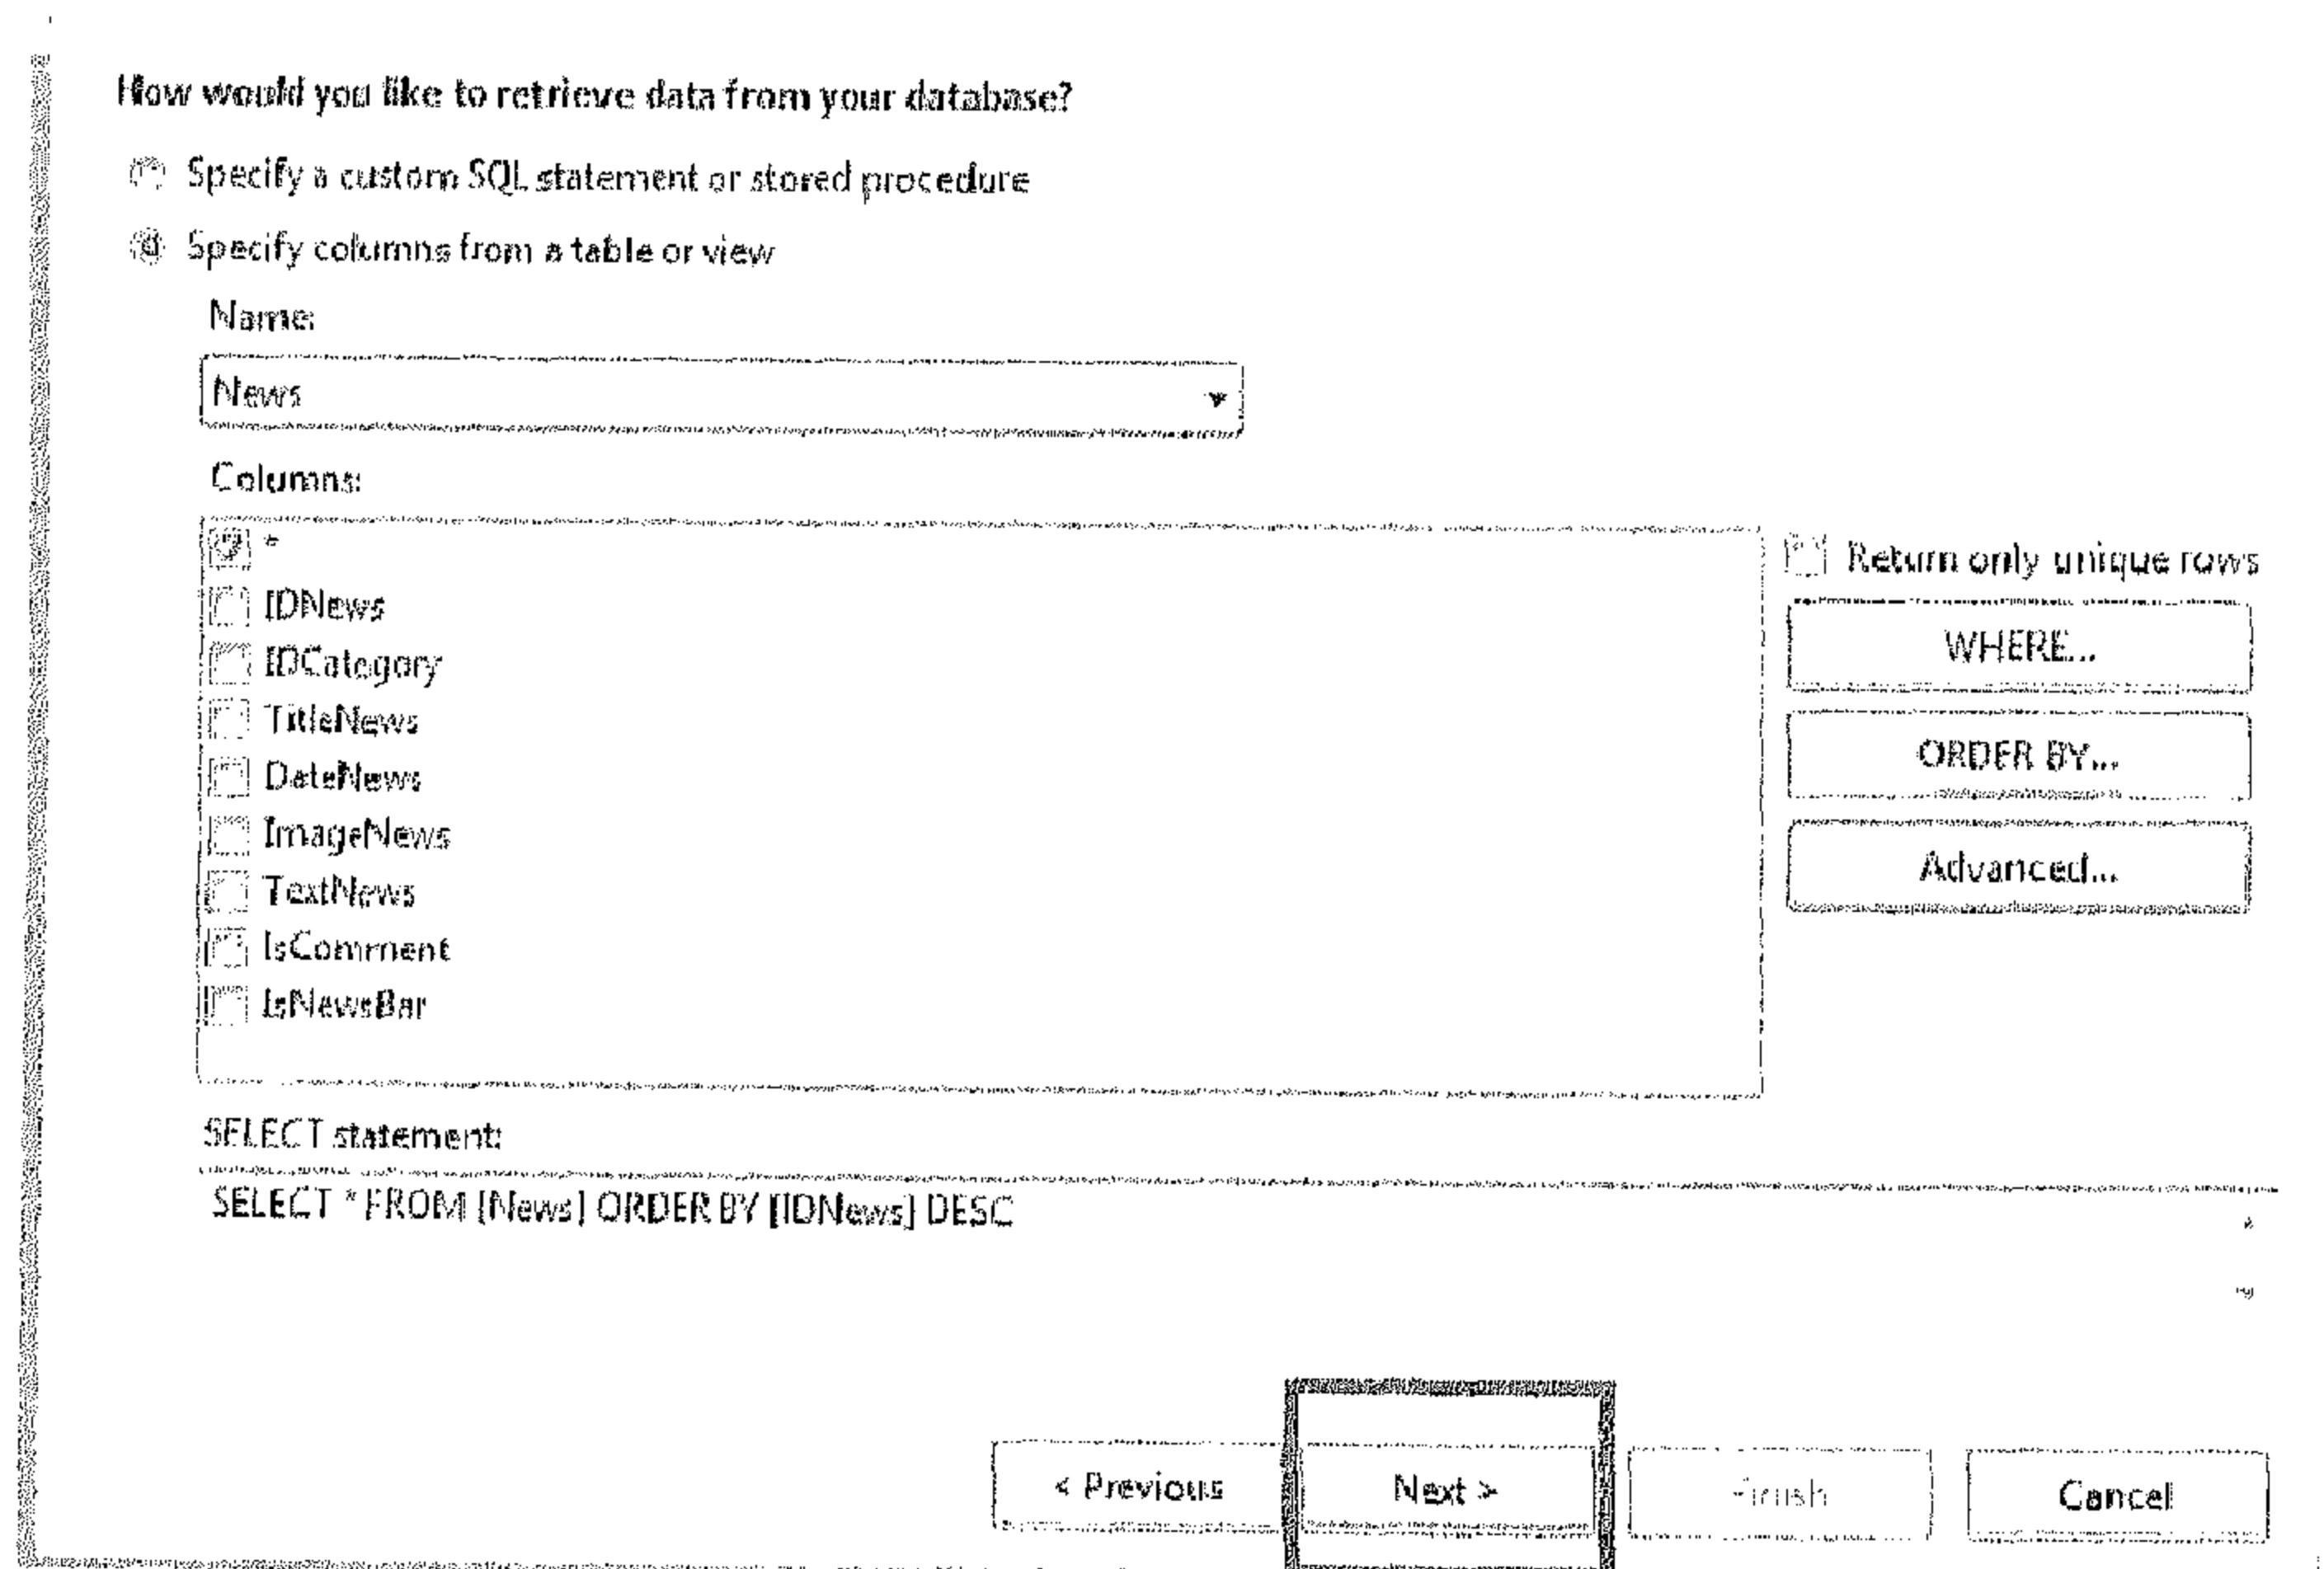 How would you like to retrieve data from your database?
Specify a custom SQL statement or stored procedure
Specify columns from a table or view
Name:
News
Columns:
*
IDNews
IDCategory
TitleNews
DateNews
ImageNews
TextNews
IsComment
IsNewsBar
Return only unique rows
WHERE...
ORDER BY...
Advanced...
SELECT statement:
SELECT * FROM [News] ORDER BY [IDNews] DESC
< Previous
Next >
Finish
Cancel